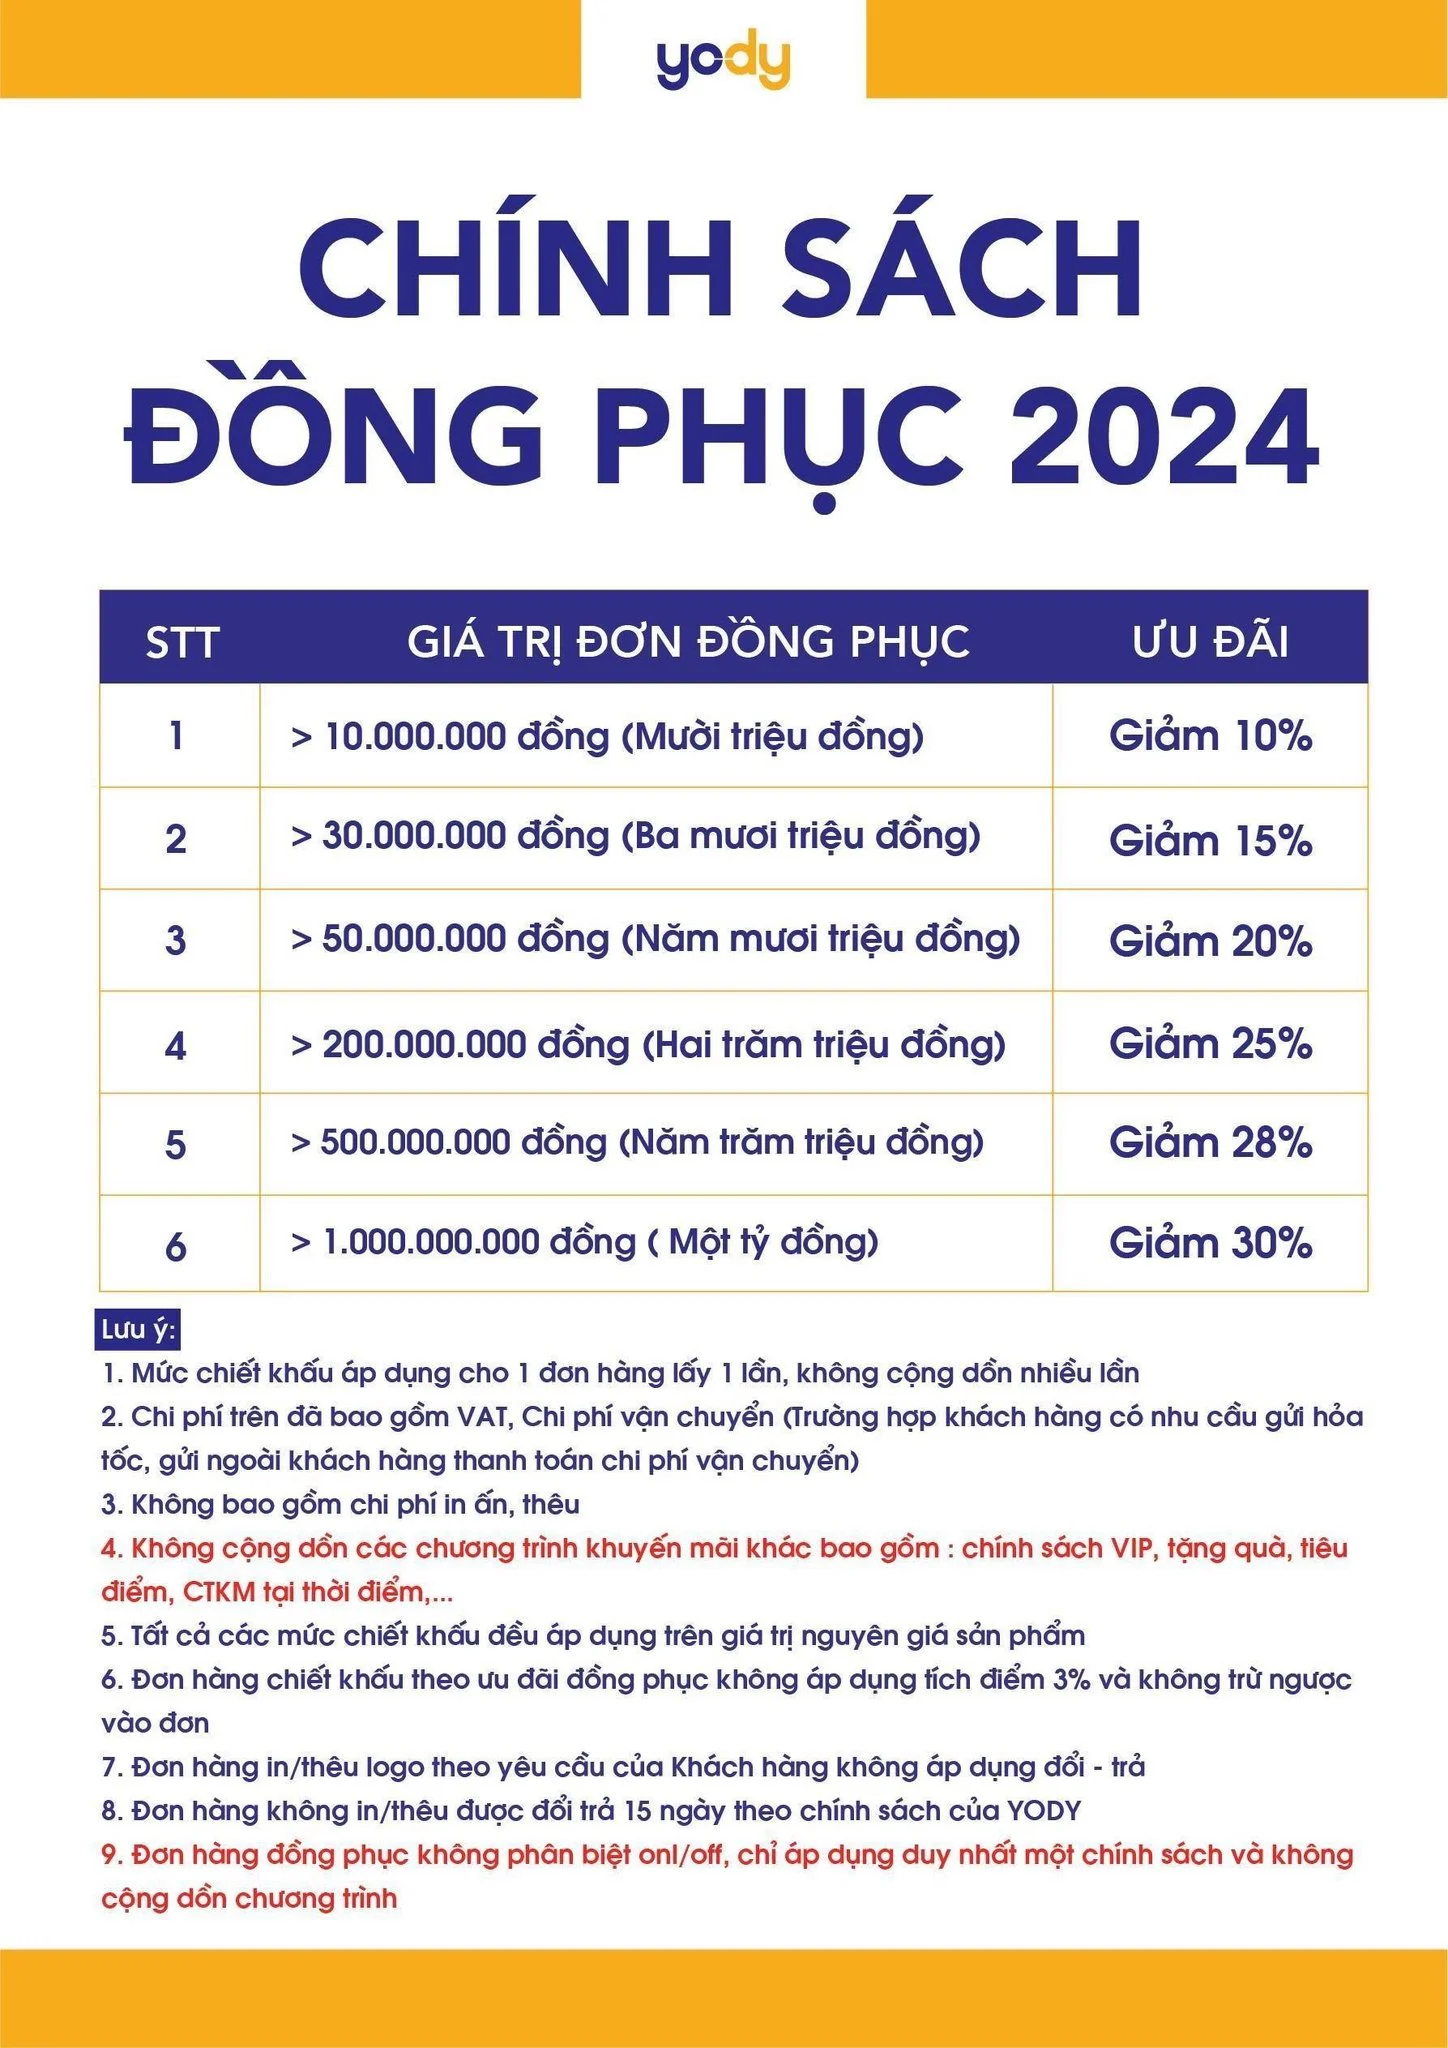 yody
CHÍNH SÁCH
ĐỒNG PHỤC 2024
STT GIÁ TRỊ ĐƠN ĐỒNG PHỤC ƯU ĐÃI
1 > 10.000.000 đồng (Mười triệu đồng) Giảm 10%
2 > 30.000.000 đồng (Ba mươi triệu đồng) Giảm 15%
3 > 50.000.000 đồng (Năm mươi triệu đồng) Giảm 20%
4 > 200.000.000 đồng (Hai trăm triệu đồng) Giảm 25%
5 > 500.000.000 đồng (Năm trăm triệu đồng) Giảm 28%
6 > 1.000.000.000 đồng ( Một tỷ đồng) Giảm 30%
Lưu ý:
1. Mức chiết khấu áp dụng cho 1 đơn hàng lấy 1 lần, không cộng dồn nhiều lần
2. Chi phí trên đã bao gồm VAT, Chi phí vận chuyển (Trường hợp khách hàng có nhu cầu gửi hỏa
tốc, gửi ngoài khách hàng thanh toán chi phí vận chuyển)
3. Không bao gồm chi phí in ấn, thêu
4. Không cộng dồn các chương trình khuyến mãi khác bao gồm : chính sách VIP, tặng quà, tiêu
điểm, CTKM tại thời điểm,...
5. Tất cả các mức chiết khấu đều áp dụng trên giá trị nguyên giá sản phẩm
6. Đơn hàng chiết khấu theo ưu đãi đồng phục không áp dụng tích điểm 3% và không trừ ngược
vào đơn
7. Đơn hàng in/thêu logo theo yêu cầu của Khách hàng không áp dụng đổi - trả
8. Đơn hàng không in/thêu được đổi trả 15 ngày theo chính sách của YODY
9. Đơn hàng đồng phục không phân biệt onl/off, chỉ áp dụng duy nhất một chính sách và không
cộng dồn chương trình